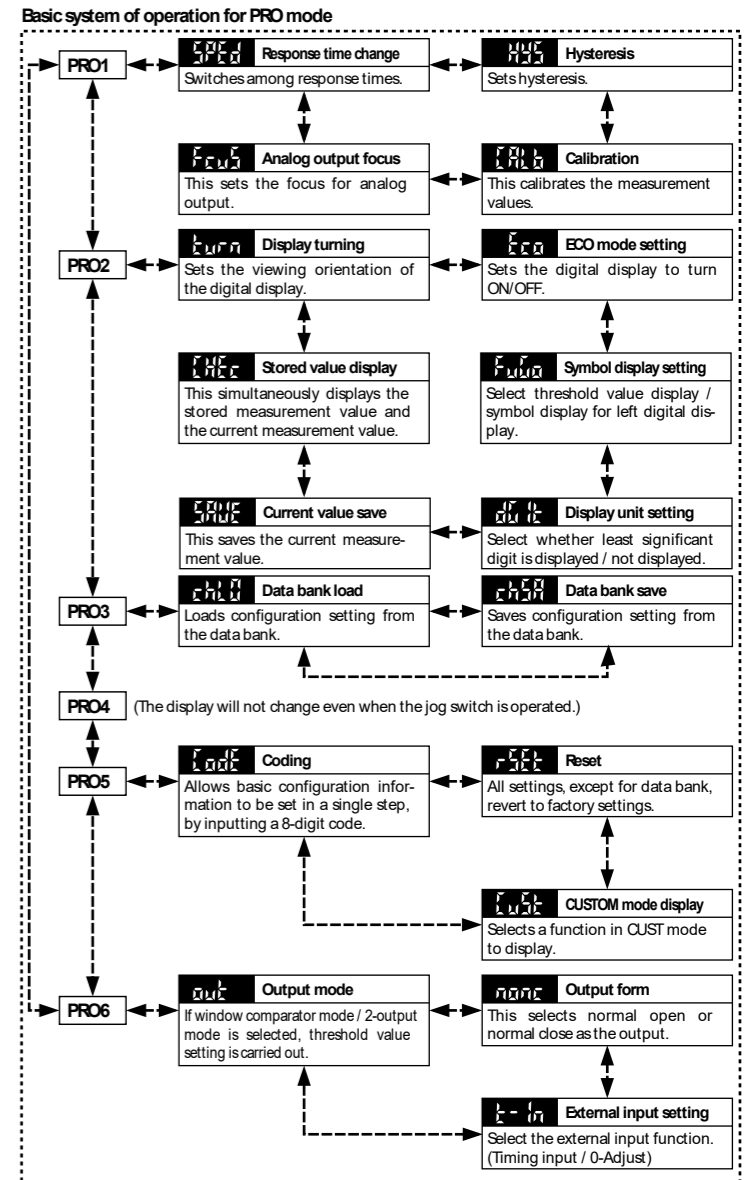 Basic system of operation for PRO mode
PRO1
SPEd Response time change
Switches among response times.
HYS Hysteresis
Sets hysteresis.
Analog output focus
This sets the focus for analog
output.
CALb Calibration
This calibrates the measurement
values.
PRO2
turn Display turning
Sets the viewing orientation of
the digital display.
Eco ECO mode setting
Sets the digital display to turn
ON/OFF.
Stored value display
This simultaneously displays the
stored measurement value and
the current measurement value.
Symbol display setting
Select threshold value display /
symbol display for left digital dis-
play.
SAVE Current value save
This saves the current measure-
ment value.
Display unit setting
Select whether least significant
digit is displayed / not displayed.
PRO3
Data bank load
Loads configuration setting from
the data bank.
Data bank save
Saves configuration setting from
the data bank.
PRO4
(The display will not change even when the jog switch is operated.)
PRO5
CodE Coding
Allows basic configuration infor-
mation to be set in a single step,
by inputting a 8-digit code.
rSEt Reset
All settings, except for data bank,
revert to factory settings.
CUSt CUSTOM mode display
Selects a function in CUST mode
to display.
PRO6
out Output mode
If window comparator mode / 2-output
mode is selected, threshold value
setting is carried out.
nonc Output form
This selects normal open or
normal close as the output.
External input setting
Select the external input function.
(Timing input / 0-Adjust)